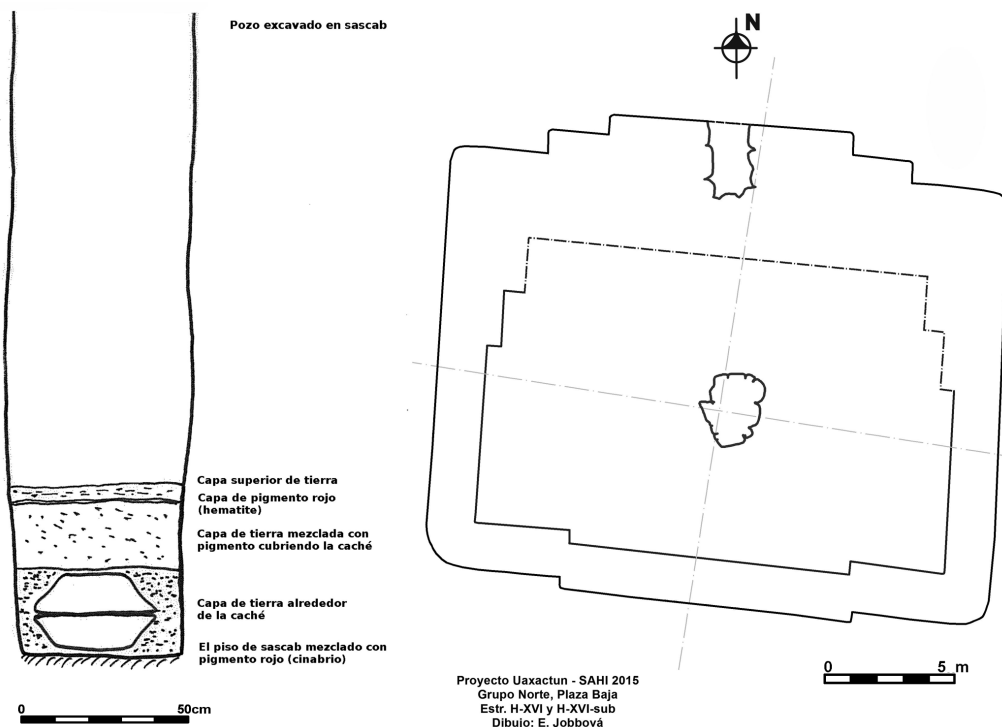 Pozo excavado en sascab
N
Capa superior de tierra
Capa de pigmento rojo
(hematite)
Capa de tierra mezclada con
pigmento cubriendo la caché
Capa de tierra alrededor
de la caché
El piso de sascab mezclado con
pigmento rojo (cinabrio)
0 50cm
0 5 m
Proyecto Uaxactun - SAHI 2015
Grupo Norte, Plaza Baja
Estr. H-XVI y H-XVI-sub
Dibujo: E. Jobbová